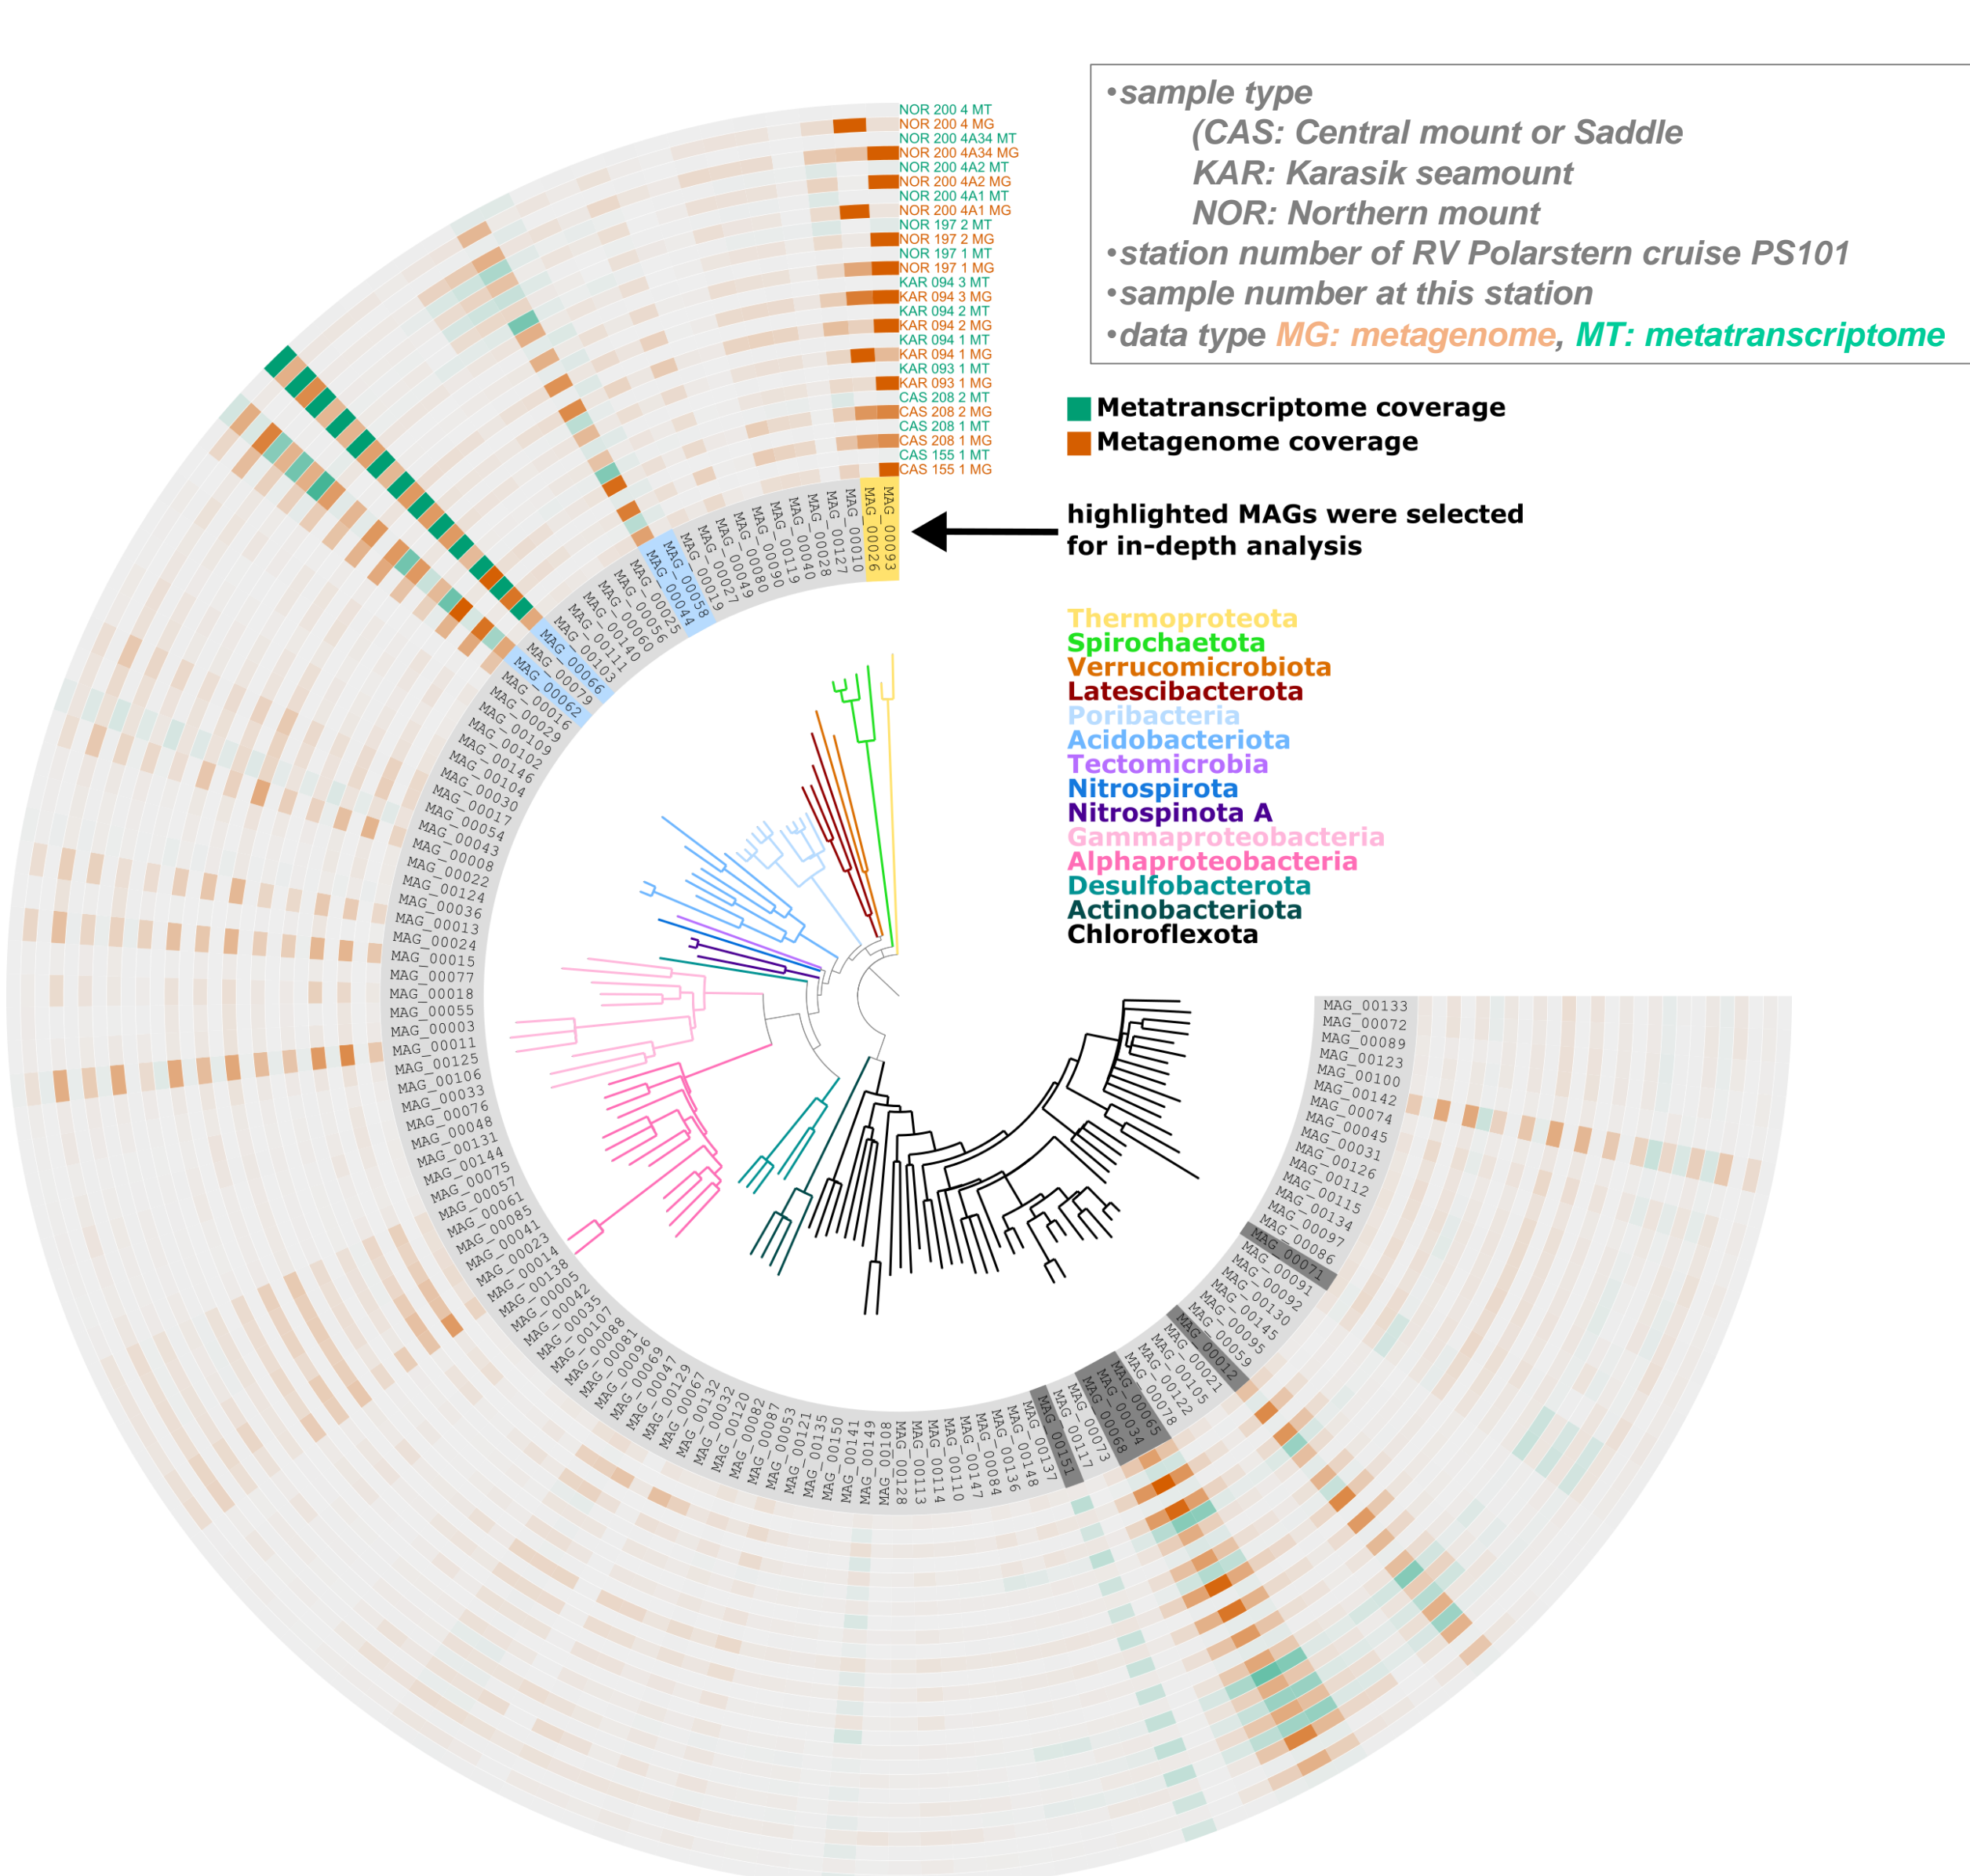 NOR 200 4 MT
NOR 200 4 MG
NOR 200 4A34 MT
NOR 200 4A34 MG
NOR 200 4A2 MT
NOR 200 4A2 MG
NOR 200 4A1 MT
NOR 200 4A1 MG
NOR 197 2 MT
NOR 197 2 MG
NOR 197 1 MT
NOR 197 1 MG
KAR 094 3 MT
KAR 094 3 MG
KAR 094 2 MT
KAR 094 2 MG
KAR 094 1 MT
KAR 094 1 MG
KAR 093 1 MT
KAR 093 1 MG
CAS 208 2 MT
CAS 208 2 MG
CAS 208 1 MT
CAS 208 1 MG
CAS 155 1 MT
CAS 155 1 MG
•sample type
(CAS: Central mount or Saddle
KAR: Karasik seamount
NOR: Northern mount
•station number of RV Polarstern cruise PS101
•sample number at this station
•data type MG: metagenome, MT: metatranscriptome
Metatranscriptome coverage
Metagenome coverage
highlighted MAGs were selected
for in-depth analysis
Thermoproteota
Spirochaetota
Verrucomicrobiota
Latescibacterota
Poribacteria
Acidobacteriota
Tectomicrobia
Nitrospirota
Nitrospinota A
Gammaproteobacteria
Alphaproteobacteria
Desulfobacterota
Actinobacteriota
Chloroflexota
MAG_00093
MAG_00026
MAG_00010
MAG_00127
MAG_00028
MAG_00040
MAG_00119
MAG_00090
MAG_00080
MAG_00049
MAG_00027
MAG_00019
MAG_00058
MAG_00044
MAG_00025
MAG_00056
MAG_00060
MAG_00140
MAG_00111
MAG_00103
MAG_00066
MAG_00079
MAG_00062
MAG_00016
MAG_00029
MAG_00109
MAG_00102
MAG_00146
MAG_00104
MAG_00030
MAG_00017
MAG_00054
MAG_00043
MAG_00008
MAG_00022
MAG_00124
MAG_00036
MAG_00013
MAG_00024
MAG_00015
MAG_00077
MAG_00018
MAG_00055
MAG_00003
MAG_00011
MAG_00125
MAG_00106
MAG_00033
MAG_00076
MAG_00048
MAG_00131
MAG_00144
MAG_00075
MAG_00057
MAG_00061
MAG_00085
MAG_00041
MAG_00023
MAG_00014
MAG_00138
MAG_00005
MAG_00042
MAG_00035
MAG_00107
MAG_00088
MAG_00081
MAG_00096
MAG_00069
MAG_00047
MAG_00129
MAG_00067
MAG_00132
MAG_00032
MAG_00120
MAG_00082
MAG_00087
MAG_00053
MAG_00121
MAG_00135
MAG_00150
MAG_00141
MAG_00149
MAG_00108
MAG_00128
MAG_00113
MAG_00114
MAG_00110
MAG_00147
MAG_00084
MAG_00136
MAG_00148
MAG_00137
MAG_00151
MAG_00117
MAG_00073
MAG_00068
MAG_00034
MAG_00065
MAG_00078
MAG_00122
MAG_00105
MAG_00021
MAG_00012
MAG_00059
MAG_00095
MAG_00145
MAG_00130
MAG_00092
MAG_00091
MAG_00071
MAG_00086
MAG_00097
MAG_00134
MAG_00115
MAG_00112
MAG_00126
MAG_00031
MAG_00045
MAG_00074
MAG_00142
MAG_00100
MAG_00123
MAG_00089
MAG_00072
MAG_00133